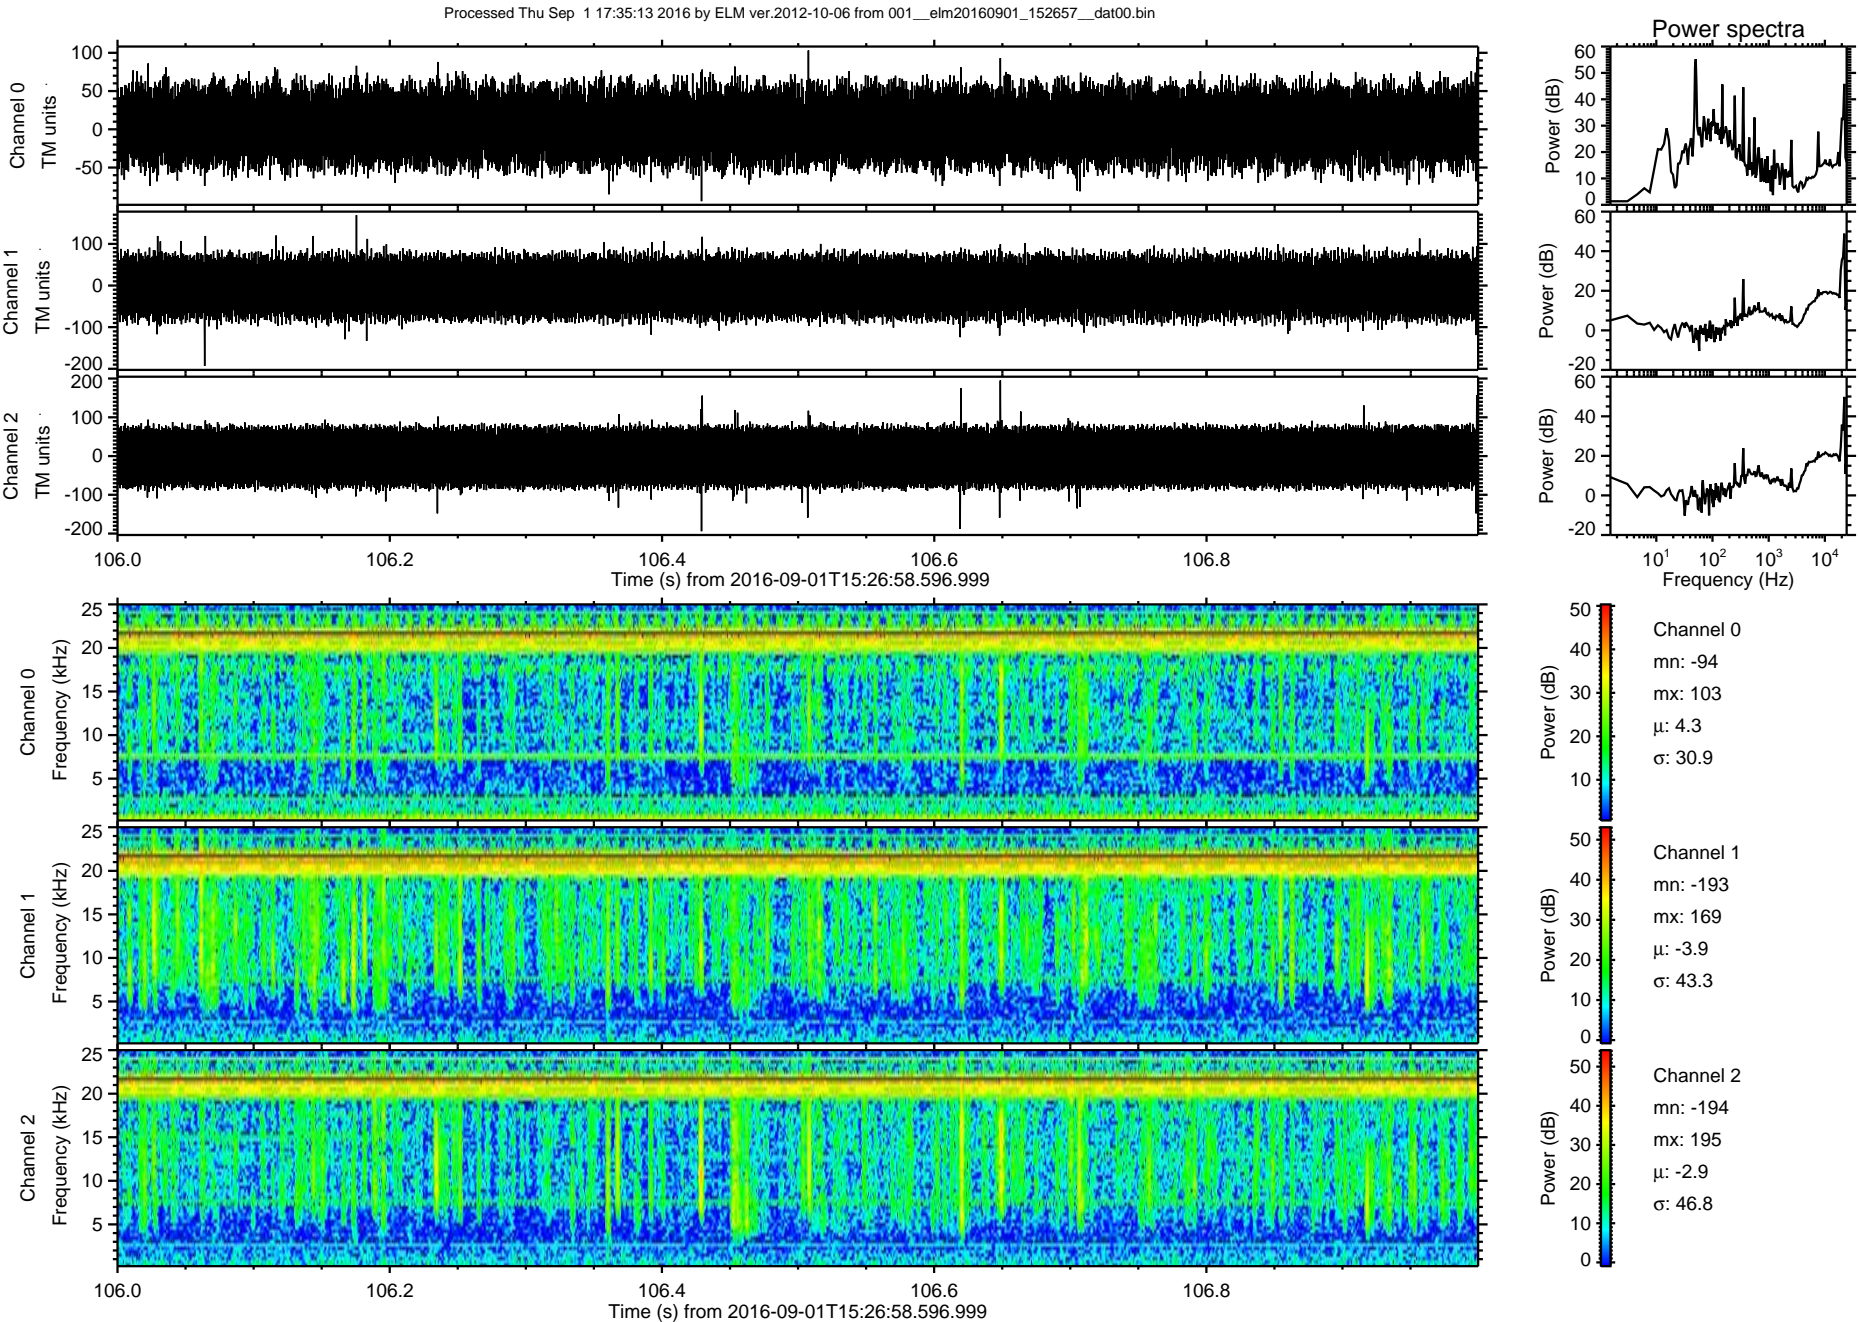 Processed Thu Sep  1 17:35:13 2016 by ELM ver.2012-10-06 from 001__elm20160901_152657__dat00.bin
Power spectra
Channel 0
TM units
100
50
0
-50
Power (dB)
60
50
40
30
20
10
0
Channel 1
TM units
100
0
-100
-200
Power (dB)
60
40
20
0
-20
Channel 2
TM units
200
100
0
-100
-200
Power (dB)
60
40
20
0
-20
106.0 106.2 106.4 106.6 106.8
Time (s) from 2016-09-01T15:26:58.596.999
10¹ 10² 10³ 10⁴
Frequency (Hz)
Channel 0
Frequency (kHz)
25
20
15
10
5
Power (dB)
50
40
30
20
10
Channel 0
mn: -94
mx: 103
μ: 4.3
σ: 30.9
Channel 1
Frequency (kHz)
25
20
15
10
5
Power (dB)
50
40
30
20
10
0
Channel 1
mn: -193
mx: 169
μ: -3.9
σ: 43.3
Channel 2
Frequency (kHz)
25
20
15
10
5
Power (dB)
50
40
30
20
10
0
Channel 2
mn: -194
mx: 195
μ: -2.9
σ: 46.8
106.0 106.2 106.4 106.6 106.8
Time (s) from 2016-09-01T15:26:58.596.999